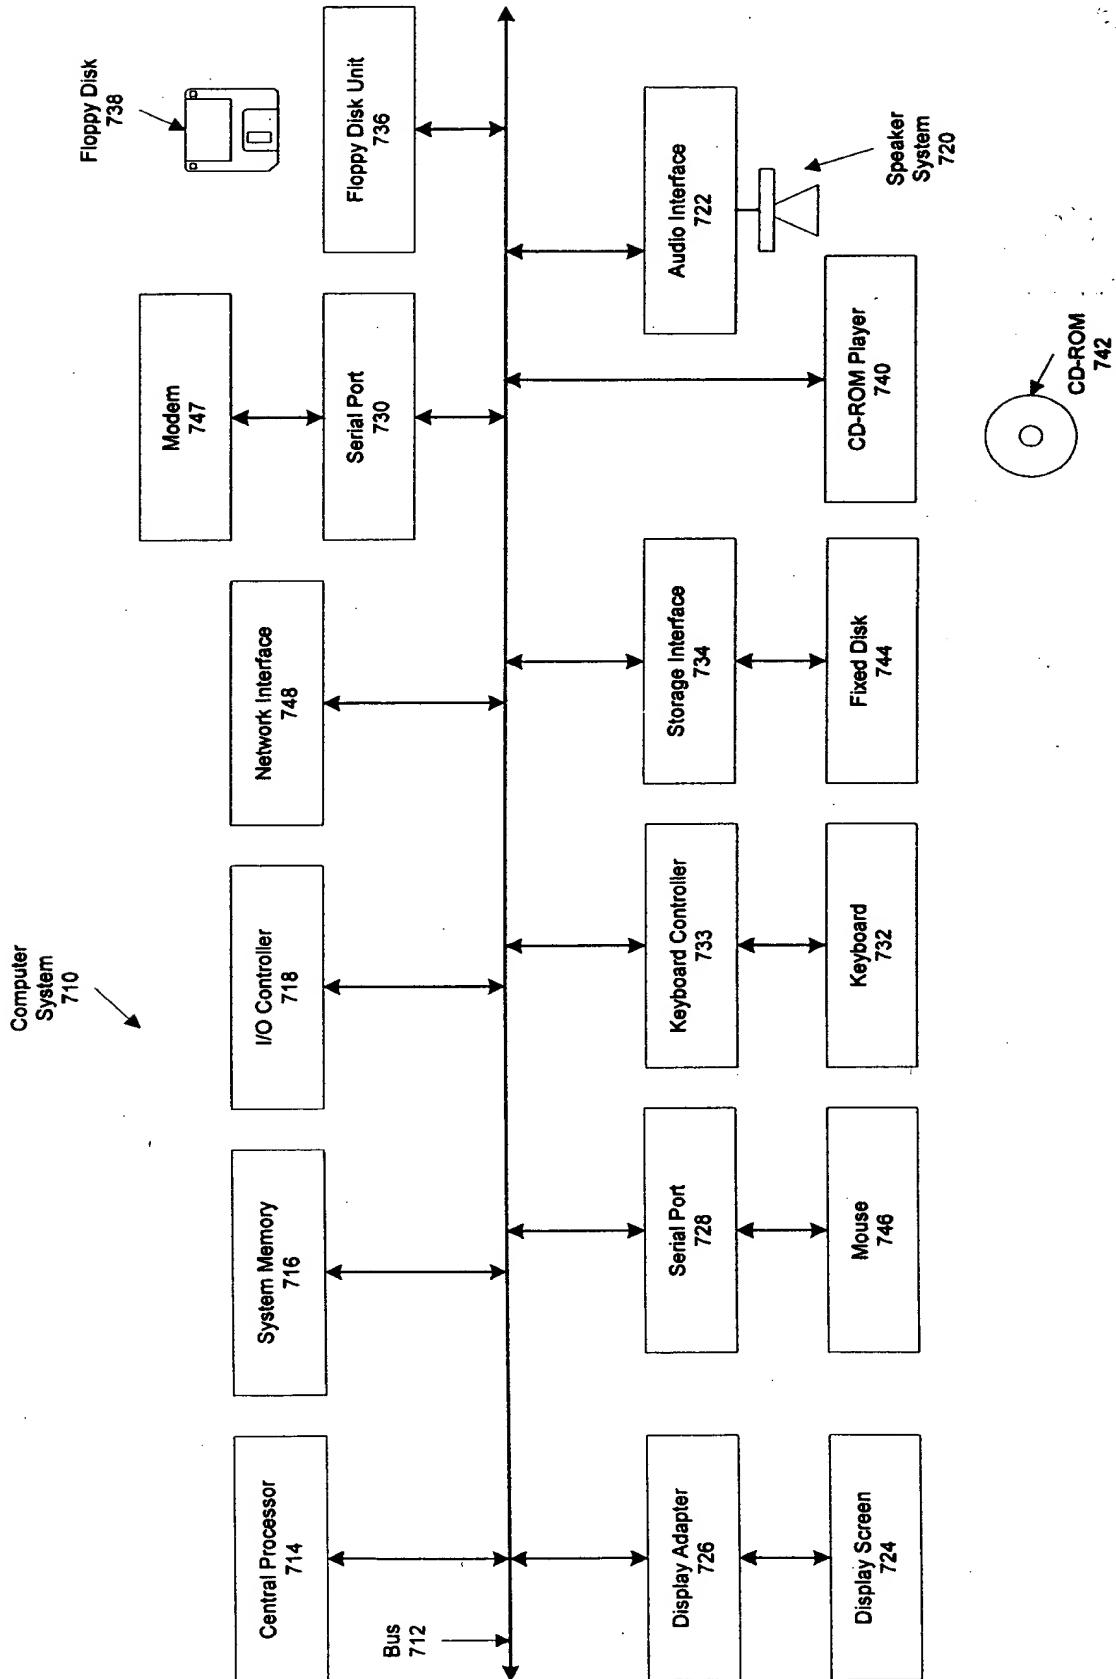 Computer
System
710
Floppy Disk
738
Modem
747
Central Processor
714
System Memory
716
I/O Controller
718
Network Interface
748
Serial Port
730
Floppy Disk Unit
736
Bus
712
Display Adapter
726
Serial Port
728
Keyboard Controller
733
Storage Interface
734
Audio Interface
722
Display Screen
724
Mouse
746
Keyboard
732
Fixed Disk
744
CD-ROM Player
740
Speaker
System
720
CD-ROM
742